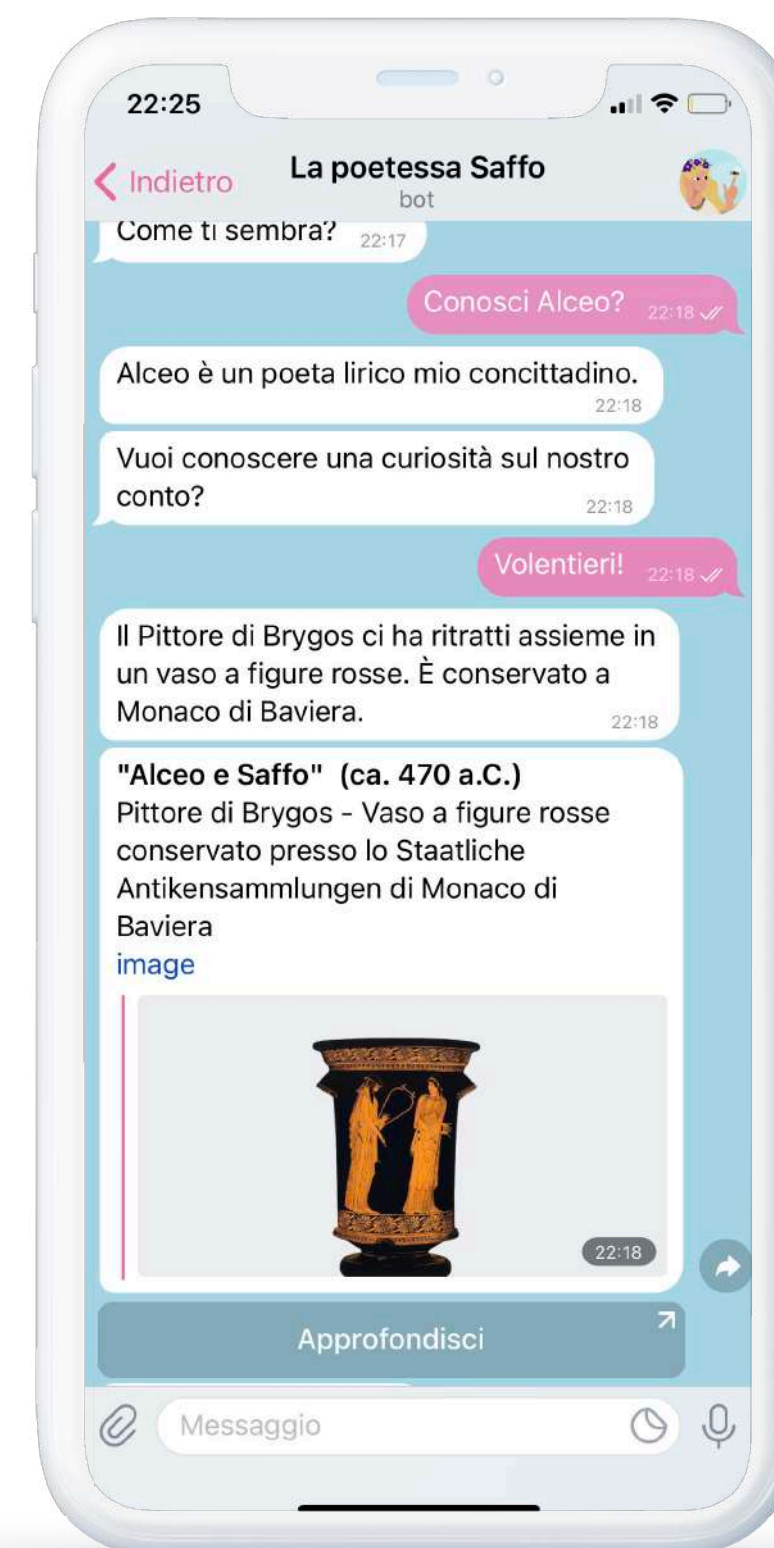 22:25
Indietro
La poetessa Saffo
bot
Come ti sembra? 22:17
Conosci Alceo? 22:18
Alceo è un poeta lirico mio concittadino.
22:18
Vuoi conoscere una curiosità sul nostro
conto? 22:18
Volentieri! 22:18
Il Pittore di Brygos ci ha ritratti assieme in
un vaso a figure rosse. È conservato a
Monaco di Baviera. 22:18
"Alceo e Saffo" (ca. 470 a.C.)
Pittore di Brygos - Vaso a figure rosse
conservato presso lo Staatliche
Antikensammlungen di Monaco di
Baviera
image
22:18
Approfondisci
Messaggio